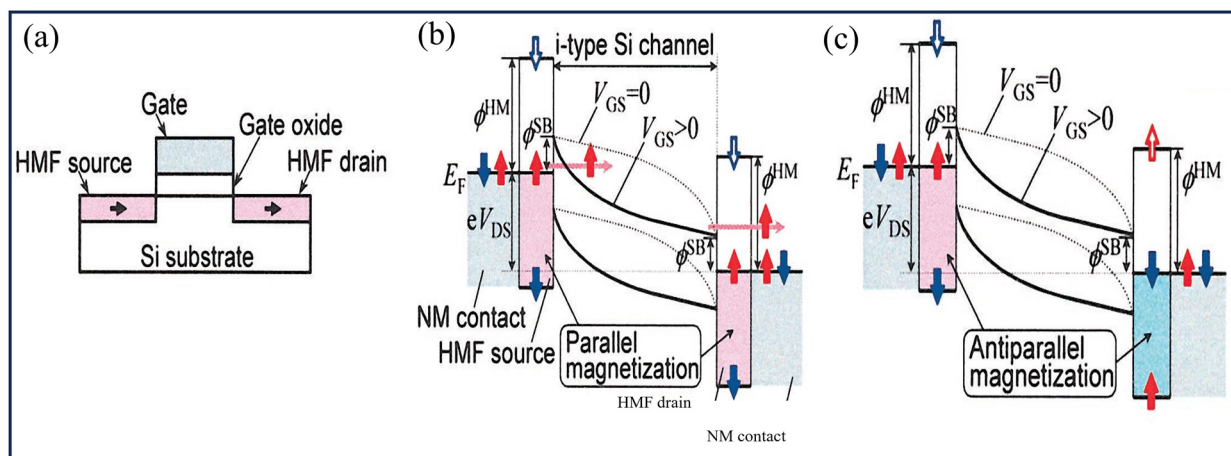 (a)
Gate
Gate oxide
HMF source
HMF drain
Si substrate
(b)
i-type Si channel
V_GS=0
V_GS>0
ϕ^HM
ϕ^SB
E_F
eV_DS
ϕ^HM
ϕ^SB
NM contact
HMF source
Parallel
magnetization
HMF drain
NM contact
(c)
V_GS=0
V_GS>0
ϕ^HM
ϕ^SB
E_F
eV_DS
ϕ^HM
ϕ^SB
Antiparallel
magnetization